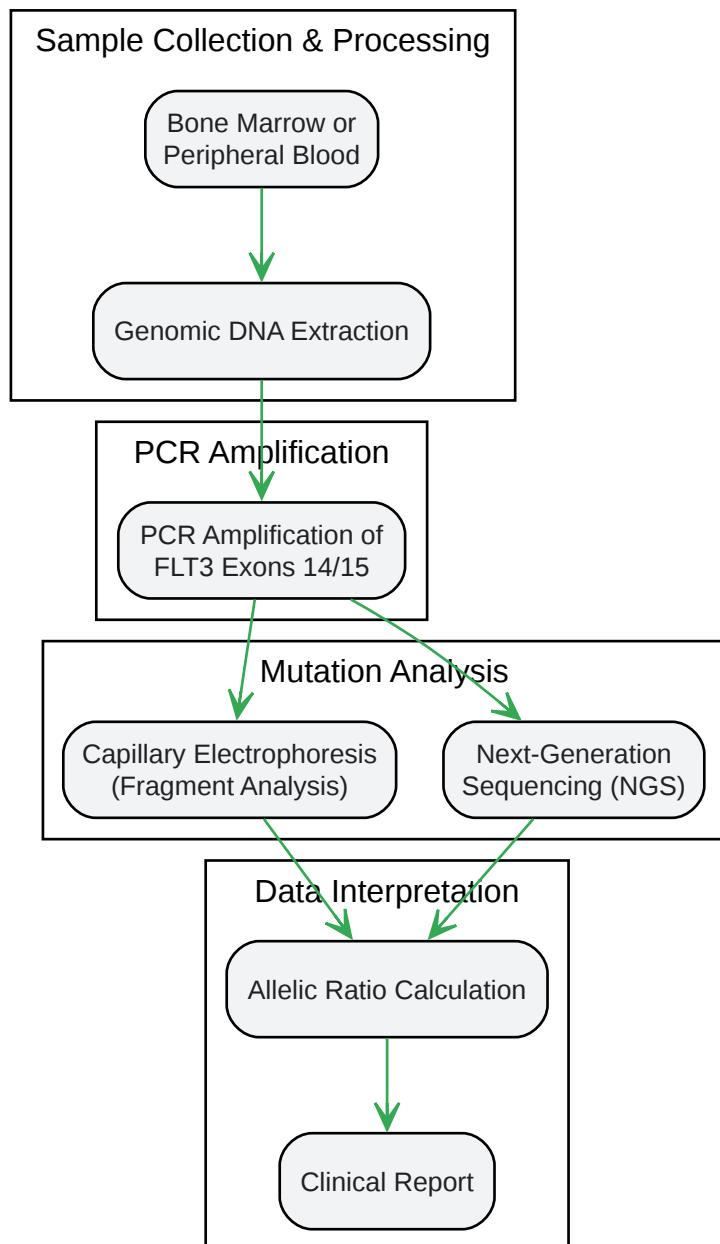 Sample Collection & Processing
Bone Marrow or
Peripheral Blood
Genomic DNA Extraction
PCR Amplification
PCR Amplification of
FLT3 Exons 14/15
Mutation Analysis
Capillary Electrophoresis
(Fragment Analysis)
Next-Generation
Sequencing (NGS)
Data Interpretation
Allelic Ratio Calculation
Clinical Report